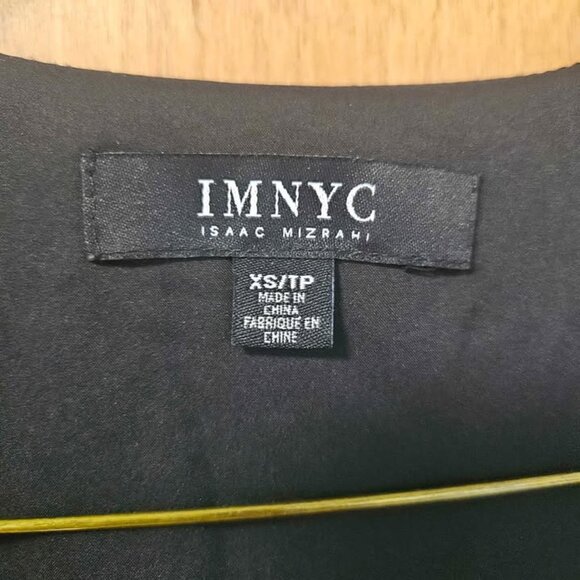 IMNYC
ISAAC MIZRAHI
XS/TP
MADE IN
CHINA
FABRIQUE EN
CHINE